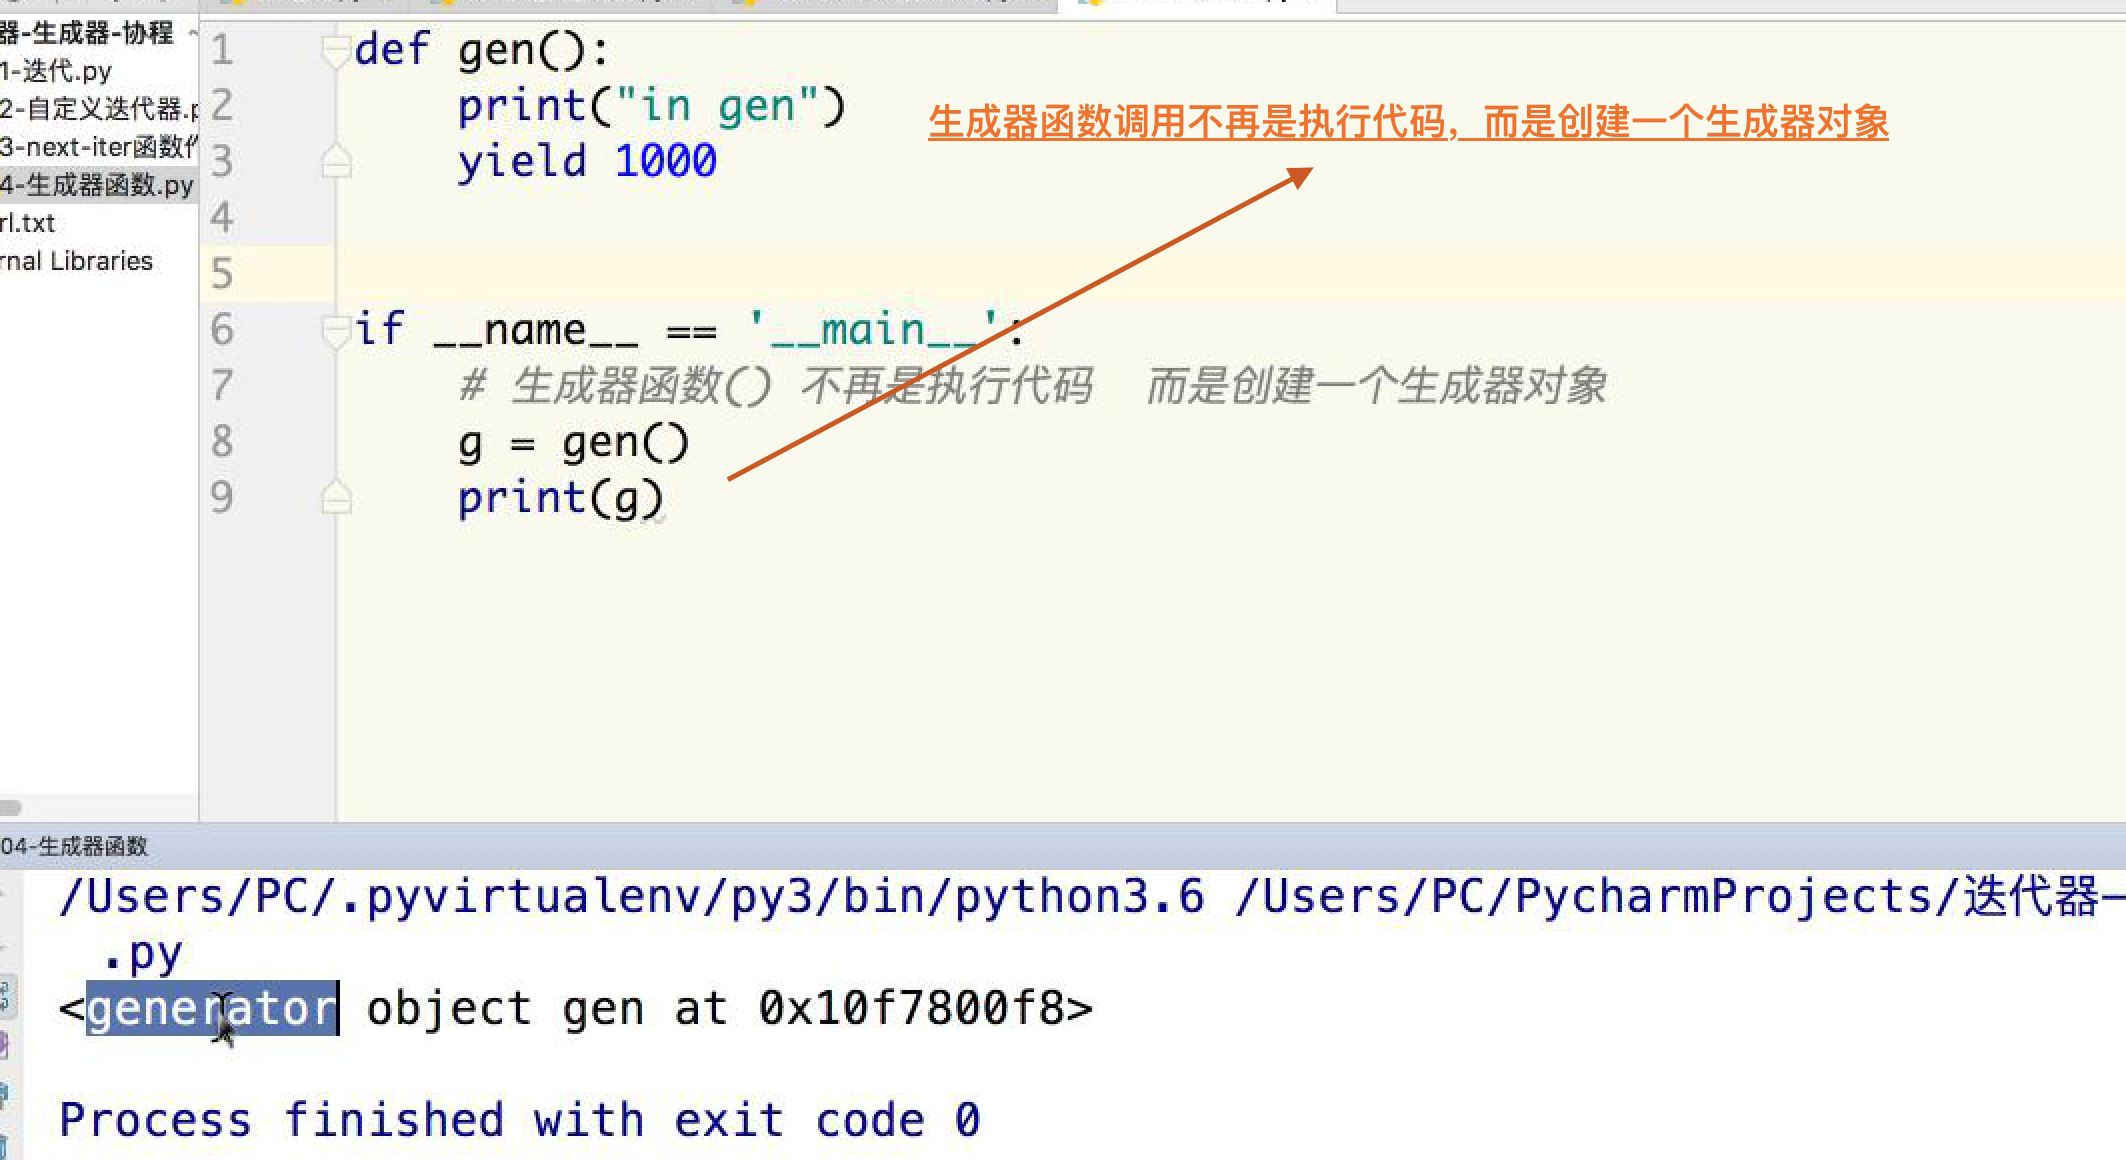 器-生成器-协程
1-迭代.py
2-自定义迭代器.p
3-next-iter函数作
4-生成器函数.py
rl.txt
rnal Libraries
1 def gen():
2 print("in gen")
3 yield 1000
4
5
6 if __name__ == '__main__':
7 # 生成器函数() 不再是执行代码 而是创建一个生成器对象
8 g = gen()
9 print(g)
生成器函数调用不再是执行代码，而是创建一个生成器对象
04-生成器函数
/Users/PC/.pyvirtualenv/py3/bin/python3.6 /Users/PC/PycharmProjects/迭代器-
.py
<generator object gen at 0x10f7800f8>
Process finished with exit code 0